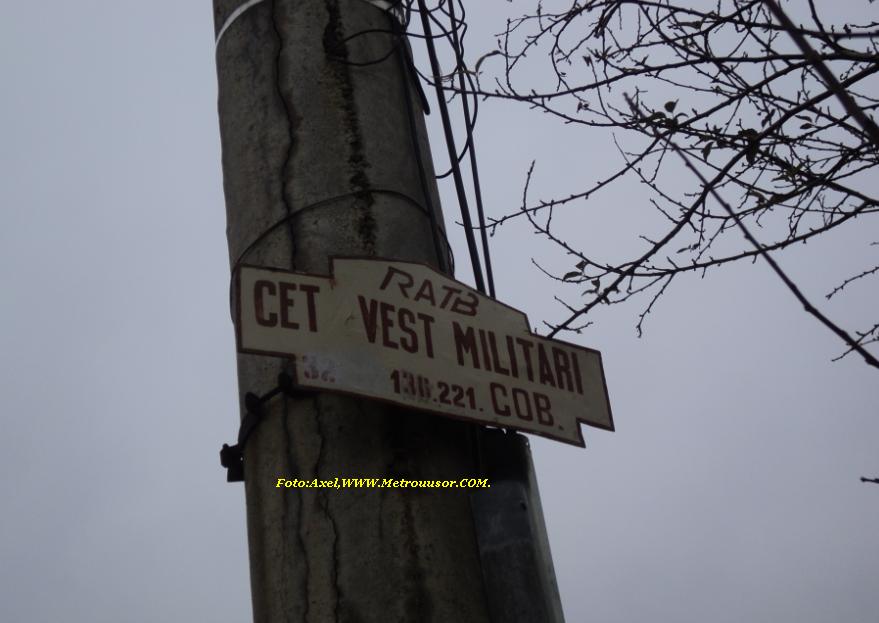 RATB
CET VEST MILITARI
32 136.221. COB.
Foto:Axel,WWW.Metrouusor.COM.